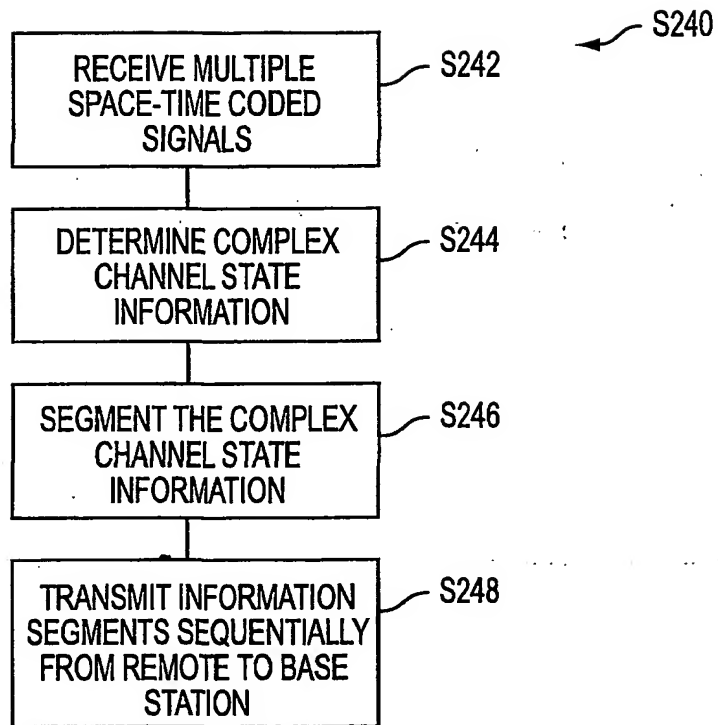 S240
RECEIVE MULTIPLE
SPACE-TIME CODED
SIGNALS
S242
DETERMINE COMPLEX
CHANNEL STATE
INFORMATION
S244
SEGMENT THE COMPLEX
CHANNEL STATE
INFORMATION
S246
TRANSMIT INFORMATION
SEGMENTS SEQUENTIALLY
FROM REMOTE TO BASE
STATION
S248